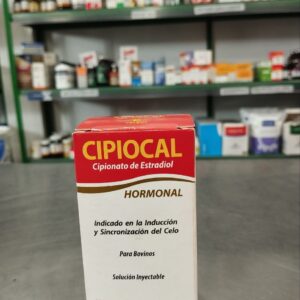 CIPIOCAL
Cipionato de Estradiol
HORMONAL
Indicado en la Inducción
y Sincronización del Celo
Para Bovinos
Solución Inyectable